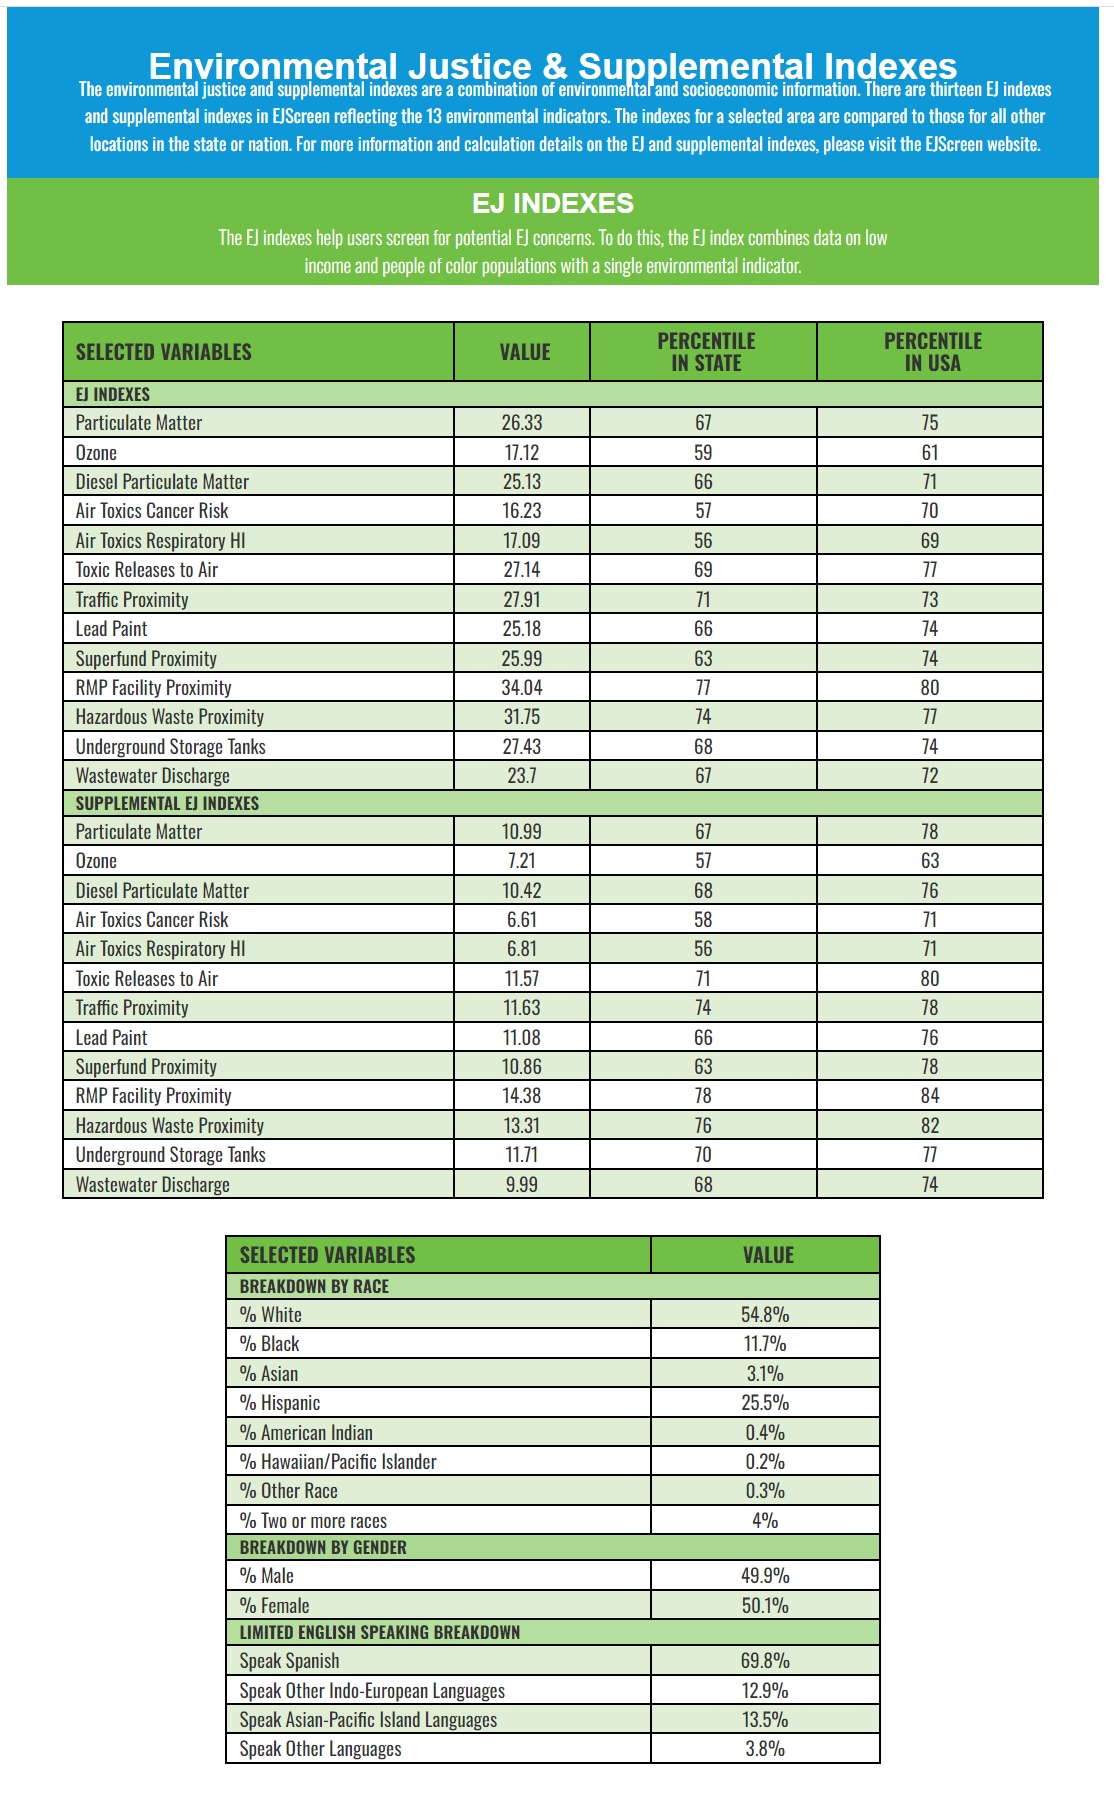 Environmental Justice & Supplemental Indexes
The environmental justice and supplemental indexes are a combination of environmental and socioeconomic information. There are thirteen EJ indexes
and supplemental indexes in EJScreen reflecting the 13 environmental indicators. The indexes for a selected area are compared to those for all other
locations in the state or nation. For more information and calculation details on the EJ and supplemental indexes, please visit the EJScreen website.
EJ INDEXES
The EJ indexes help users screen for potential EJ concerns. To do this, the EJ index combines data on low
income and people of color populations with a single environmental indicator.
SELECTED VARIABLES VALUE PERCENTILE IN STATE PERCENTILE IN USA
EJ INDEXES
Particulate Matter 26.33 67 75
Ozone 17.12 59 61
Diesel Particulate Matter 25.13 66 71
Air Toxics Cancer Risk 16.23 57 70
Air Toxics Respiratory HI 17.09 56 69
Toxic Releases to Air 27.14 69 77
Traffic Proximity 27.91 71 73
Lead Paint 25.18 66 74
Superfund Proximity 25.99 63 74
RMP Facility Proximity 34.04 77 80
Hazardous Waste Proximity 31.75 74 77
Underground Storage Tanks 27.43 68 74
Wastewater Discharge 23.7 67 72
SUPPLEMENTAL EJ INDEXES
Particulate Matter 10.99 67 78
Ozone 7.21 57 63
Diesel Particulate Matter 10.42 68 76
Air Toxics Cancer Risk 6.61 58 71
Air Toxics Respiratory HI 6.81 56 71
Toxic Releases to Air 11.57 71 80
Traffic Proximity 11.63 74 78
Lead Paint 11.08 66 76
Superfund Proximity 10.86 63 78
RMP Facility Proximity 14.38 78 84
Hazardous Waste Proximity 13.31 76 82
Underground Storage Tanks 11.71 70 77
Wastewater Discharge 9.99 68 74
SELECTED VARIABLES VALUE
BREAKDOWN BY RACE
% White 54.8%
% Black 11.7%
% Asian 3.1%
% Hispanic 25.5%
% American Indian 0.4%
% Hawaiian/Pacific Islander 0.2%
% Other Race 0.3%
% Two or more races 4%
BREAKDOWN BY GENDER
% Male 49.9%
% Female 50.1%
LIMITED ENGLISH SPEAKING BREAKDOWN
Speak Spanish 69.8%
Speak Other Indo-European Languages 12.9%
Speak Asian-Pacific Island Languages 13.5%
Speak Other Languages 3.8%